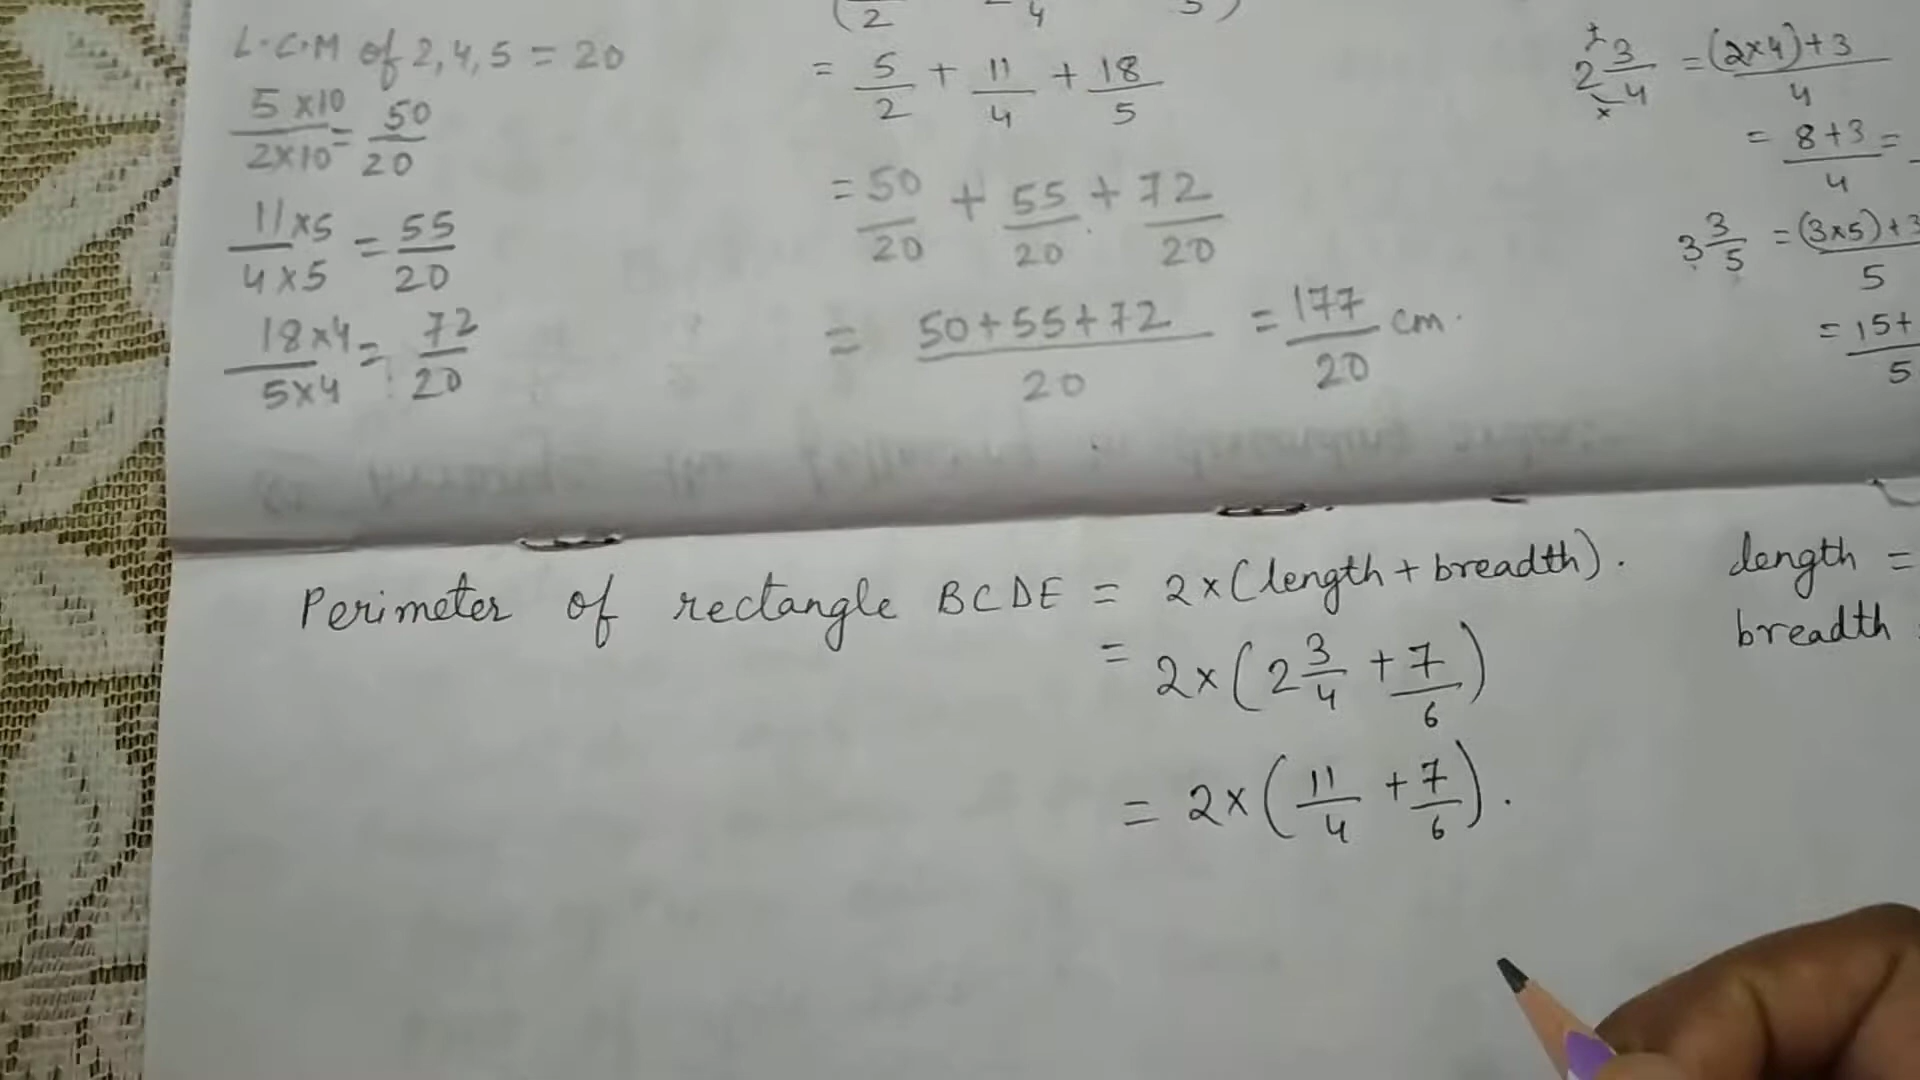 L.C.M of 2, 4, 5 = 20
5×10/2×10 = 50/20
11×5/4×5 = 55/20
18×4/5×4 = 72/20
(/2 /4 /5)
= 5/2 + 11/4 + 18/5
= 50/20 + 55/20 + 72/20
= 50+55+72/20 = 177/20 cm.
2 3/4 = (2×4)+3/4
= 8+3/4 =
3 3/5 = (3×5)+3/5
= 15+/5
Perimeter of rectangle BCDE = 2×(length + breadth).
= 2×(2 3/4 + 7/6)
= 2×(11/4 + 7/6).
length =
breadth